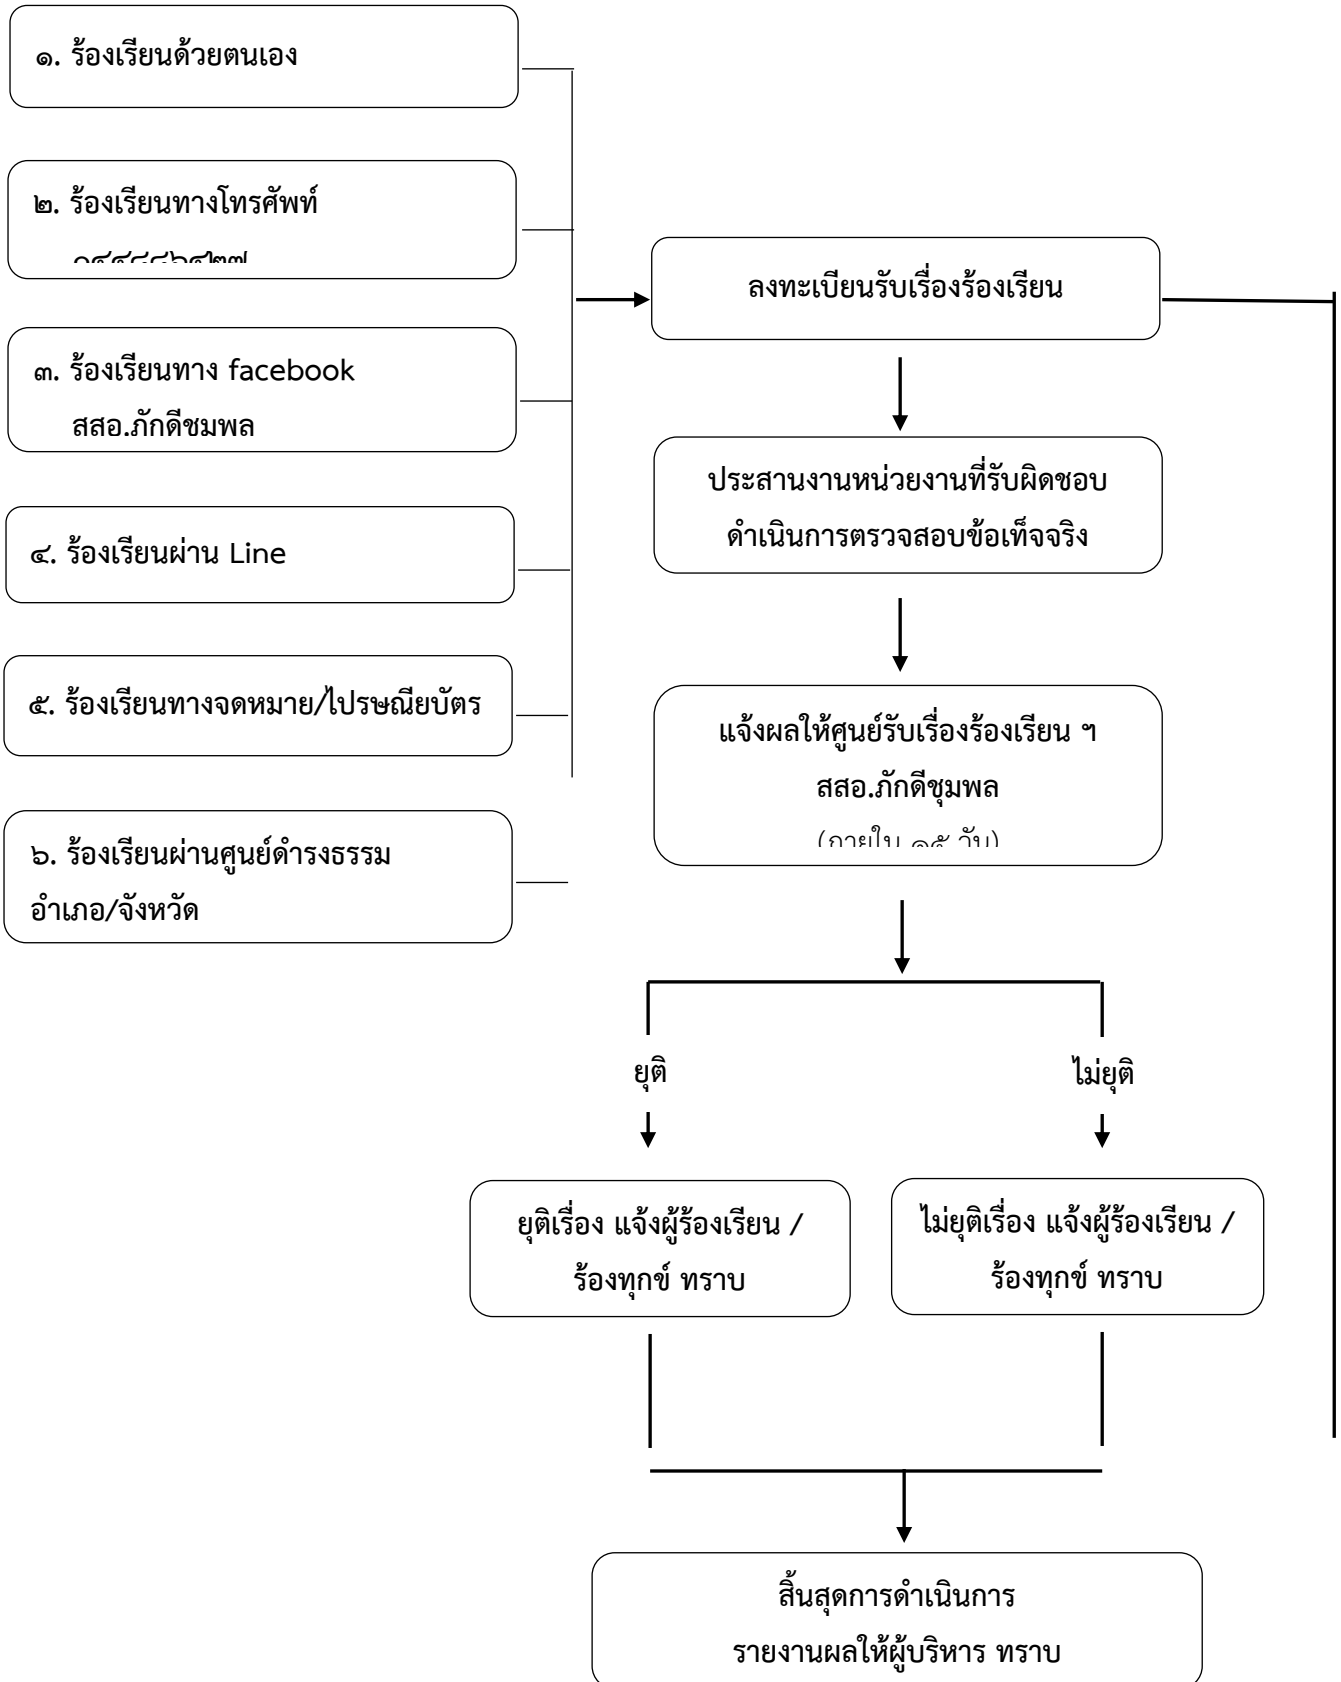 ๑. ร้องเรียนด้วยตนเอง
๒. ร้องเรียนทางโทรศัพท์
๓. ร้องเรียนทาง facebook
สสอ.ภักดีชมพล
๔. ร้องเรียนผ่าน Line
๕. ร้องเรียนทางจดหมาย/ไปรษณียบัตร
๖. ร้องเรียนผ่านศูนย์ดำรงธรรม
อำเภอ/จังหวัด
ลงทะเบียนรับเรื่องร้องเรียน
ประสานงานหน่วยงานที่รับผิดชอบ
ดำเนินการตรวจสอบข้อเท็จจริง
แจ้งผลให้ศูนย์รับเรื่องร้องเรียน ฯ
สสอ.ภักดีชุมพล
(ภายใน ๑๕ วัน)
ยุติ
ไม่ยุติ
ยุติเรื่อง แจ้งผู้ร้องเรียน /
ร้องทุกข์ ทราบ
ไม่ยุติเรื่อง แจ้งผู้ร้องเรียน /
ร้องทุกข์ ทราบ
สิ้นสุดการดำเนินการ
รายงานผลให้ผู้บริหาร ทราบ